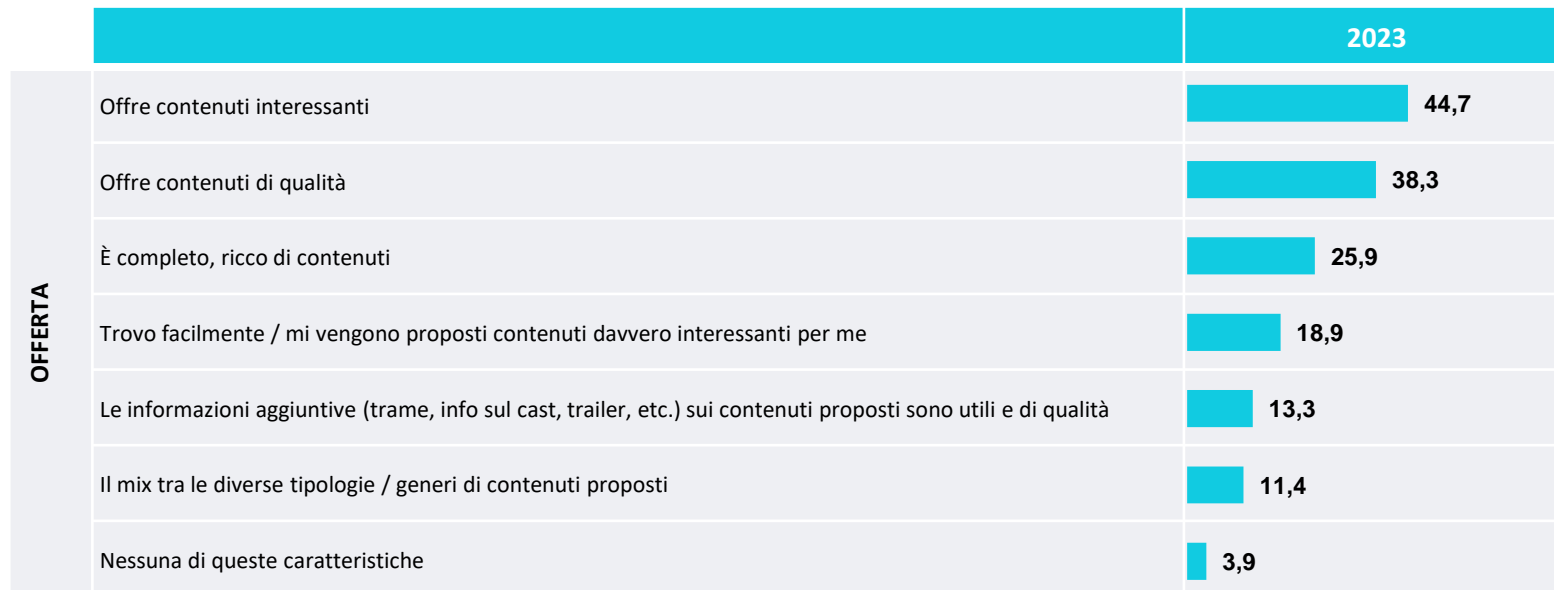 2023
OFFERTA
Offre contenuti interessanti
44,7
Offre contenuti di qualità
38,3
È completo, ricco di contenuti
25,9
Trovo facilmente / mi vengono proposti contenuti davvero interessanti per me
18,9
Le informazioni aggiuntive (trame, info sul cast, trailer, etc.) sui contenuti proposti sono utili e di qualità
13,3
Il mix tra le diverse tipologie / generi di contenuti proposti
11,4
Nessuna di queste caratteristiche
3,9